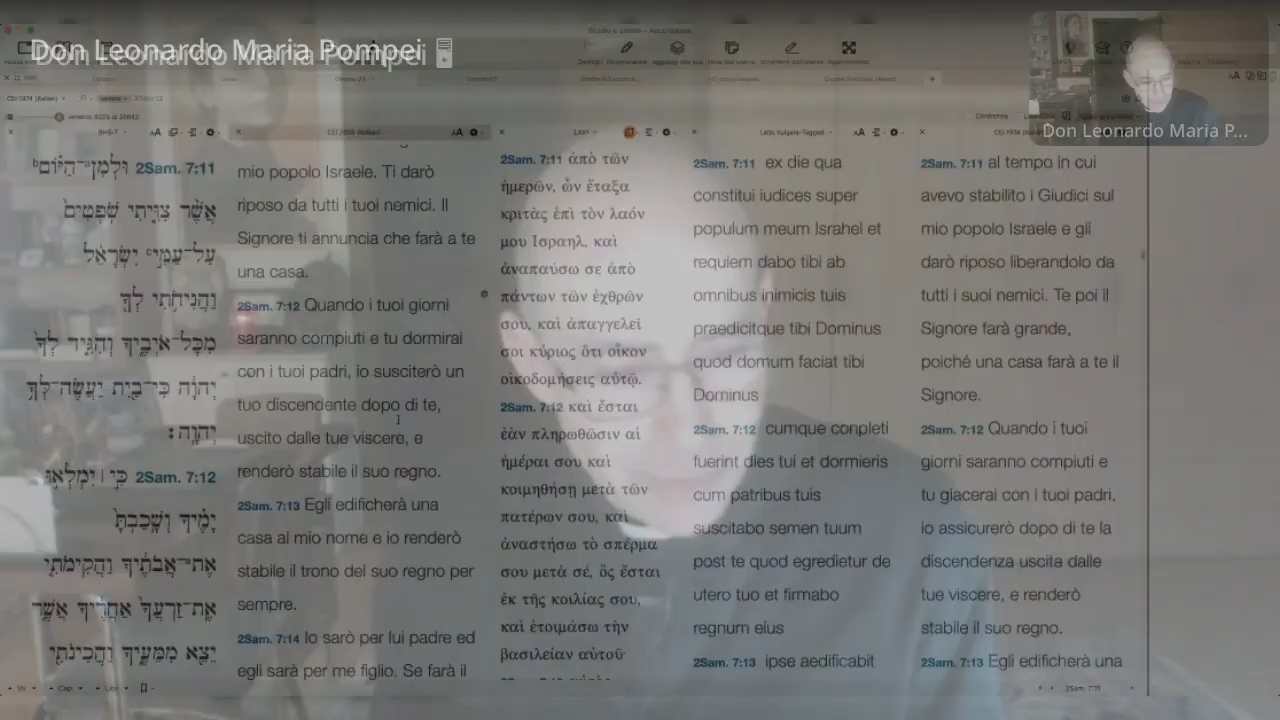 Don Leonardo Maria Pompei
Don Leonardo Maria P...
CEI 1974 (Italian)
BHS-T
CEI 2008 (Italian)
LXX1
Latin Vulgate-Tagged
2Sam. 7:11 וּלְמִן־הַיּ֗וֹם
אֲשֶׁ֨ר צִוִּ֤יתִי שֹֽׁפְטִים֙
עַל־עַמִּ֣י יִשְׂרָאֵ֔ל
וַהֲנִיחֹ֥תִי לְךָ֖
מִכָּל־אֹיְבֶ֑יךָ וְהִגִּ֤יד לְךָ֙
יְהוָ֔ה כִּי־בַ֖יִת יַעֲשֶׂה־לְּךָ֥
יְהוָֽה׃
2Sam. 7:12 כִּ֣י ׀ יִמְלְא֣וּ
יָמֶ֗יךָ וְשָֽׁכַבְתָּ֙
אֶת־אֲבֹתֶ֔יךָ וַהֲקִימֹתִ֤י
אֶֽת־זַרְעֲךָ֙ אַחֲרֶ֔יךָ אֲשֶׁ֥ר
יֵצֵ֖א מִמֵּעֶ֑יךָ וַהֲכִינֹתִ֖י
mio popolo Israele. Ti darò
riposo da tutti i tuoi nemici. Il
Signore ti annuncia che farà a te
una casa.
2Sam. 7:12 Quando i tuoi giorni
saranno compiuti e tu dormirai
con i tuoi padri, io susciterò un
tuo discendente dopo di te,
uscito dalle tue viscere, e
renderò stabile il suo regno.
2Sam. 7:13 Egli edificherà una
casa al mio nome e io renderò
stabile il trono del suo regno per
sempre.
2Sam. 7:14 Io sarò per lui padre ed
egli sarà per me figlio. Se farà il
2Sam. 7:11 ἀπὸ τῶν
ἡμερῶν, ὧν ἔταξα
κριτὰς ἐπὶ τὸν λαόν
μου Ισραηλ, καὶ
ἀναπαύσω σε ἀπὸ
πάντων τῶν ἐχθρῶν
σου, καὶ ἀπαγγελεῖ
σοι κύριος ὅτι οἶκον
οἰκοδομήσεις αὐτῷ.
2Sam. 7:12 καὶ ἔσται
ἐὰν πληρωθῶσιν αἱ
ἡμέραι σου καὶ
κοιμηθήσῃ μετὰ τῶν
πατέρων σου, καὶ
ἀναστήσω τὸ σπέρμα
σου μετὰ σέ, ὃς ἔσται
ἐκ τῆς κοιλίας σου,
καὶ ἑτοιμάσω τὴν
βασιλείαν αὐτοῦ·
2Sam. 7:11 ex die qua
constitui iudices super
populum meum Israhel et
requiem dabo tibi ab
omnibus inimicis tuis
praedicitque tibi Dominus
quod domum faciat tibi
Dominus
2Sam. 7:12 cumque conpleti
fuerint dies tui et dormieris
cum patribus tuis
suscitabo semen tuum
post te quod egredietur de
utero tuo et firmabo
regnum eius
2Sam. 7:13 ipse aedificabit
2Sam. 7:11 al tempo in cui
avevo stabilito i Giudici sul
mio popolo Israele e gli
darò riposo liberandolo da
tutti i suoi nemici. Te poi il
Signore farà grande,
poiché una casa farà a te il
Signore.
2Sam. 7:12 Quando i tuoi
giorni saranno compiuti e
tu giacerai con i tuoi padri,
io assicurerò dopo di te la
discendenza uscita dalle
tue viscere, e renderò
stabile il suo regno.
2Sam. 7:13 Egli edificherà una
2Sam. 7:11